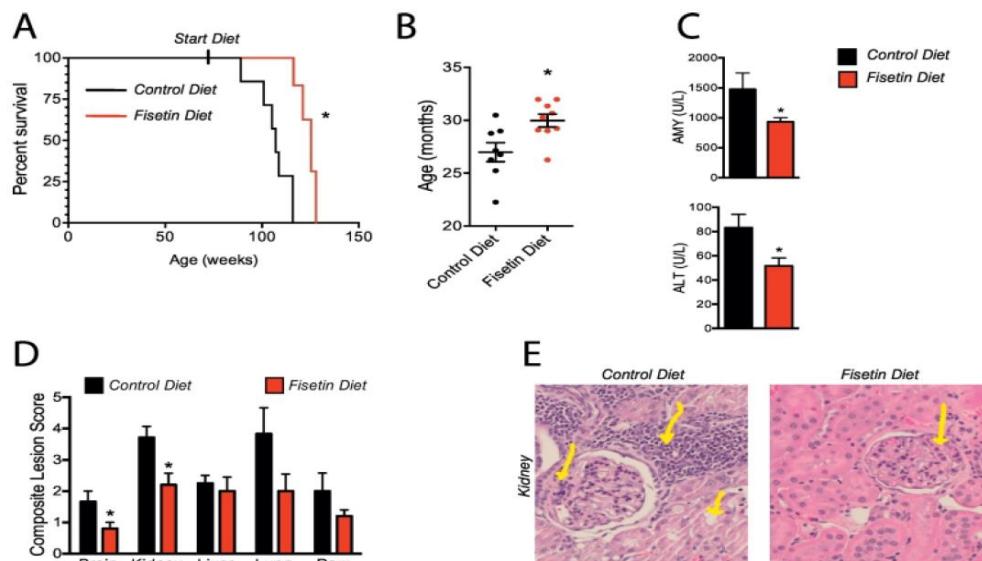 A
Start Diet
100
75
50
25
0
Percent survival
Control Diet
Fisetin Diet
*
0 50 100 150
Age (weeks)
B
35
30
25
20
Age (months)
*
Control Diet
Fisetin Diet
C
Control Diet
Fisetin Diet
2000
1500
1000
500
0
AMY (U/L)
*
100
80
60
40
20
0
ALT (U/L)
*
D
Control Diet Fisetin Diet
5
4
3
2
1
0
Composite Lesion Score
*
*
E
Control Diet Fisetin Diet
Kidney